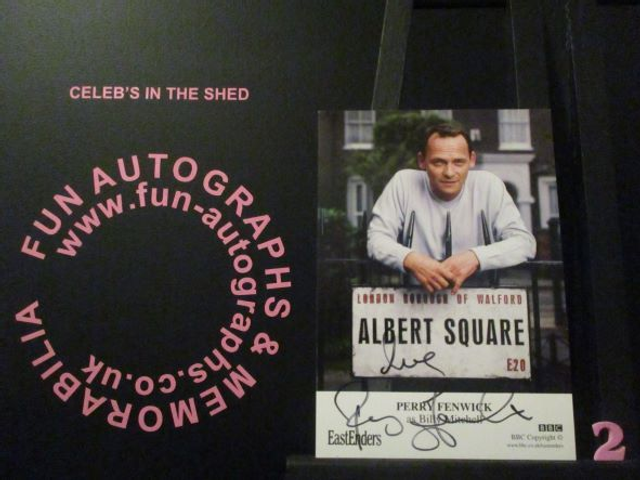 CELEB'S IN THE SHED
FUN AUTOGRAPHS & MEMORABILIA
www.fun-autographs.co.uk
LONDON BOROUGH OF WALFORD
ALBERT SQUARE
E20
love
PERRY FENWICK
as Billy Mitchell
EastEnders
BBC
BBC Copyright ©
2